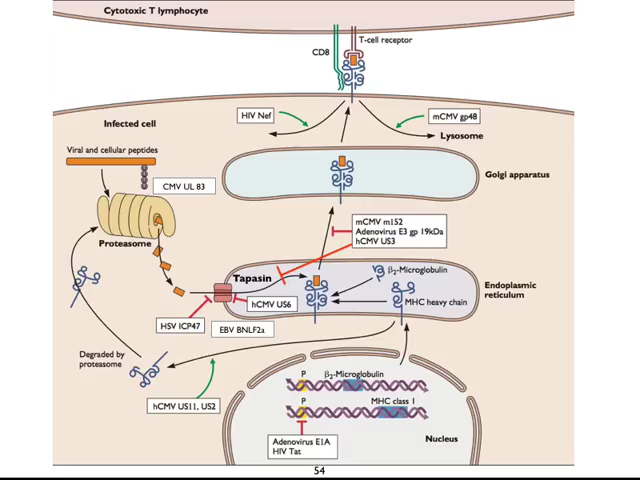 Cytotoxic T lymphocyte
T-cell receptor
CD8
HIV Nef
mCMV gp48
Infected cell
Lysosome
Viral and cellular peptides
CMV UL 83
Golgi apparatus
Proteasome
mCMV m152
Adenovirus E3 gp 19kDa
hCMV US3
Tapasin
β2-Microglobulin
Endoplasmic
reticulum
hCMV US6
MHC heavy chain
HSV ICP47
EBV BNLF2a
Degraded by
proteasome
P
β2-Microglobulin
P
MHC class 1
hCMV US11, US2
Adenovirus E1A
HIV Tat
Nucleus
54